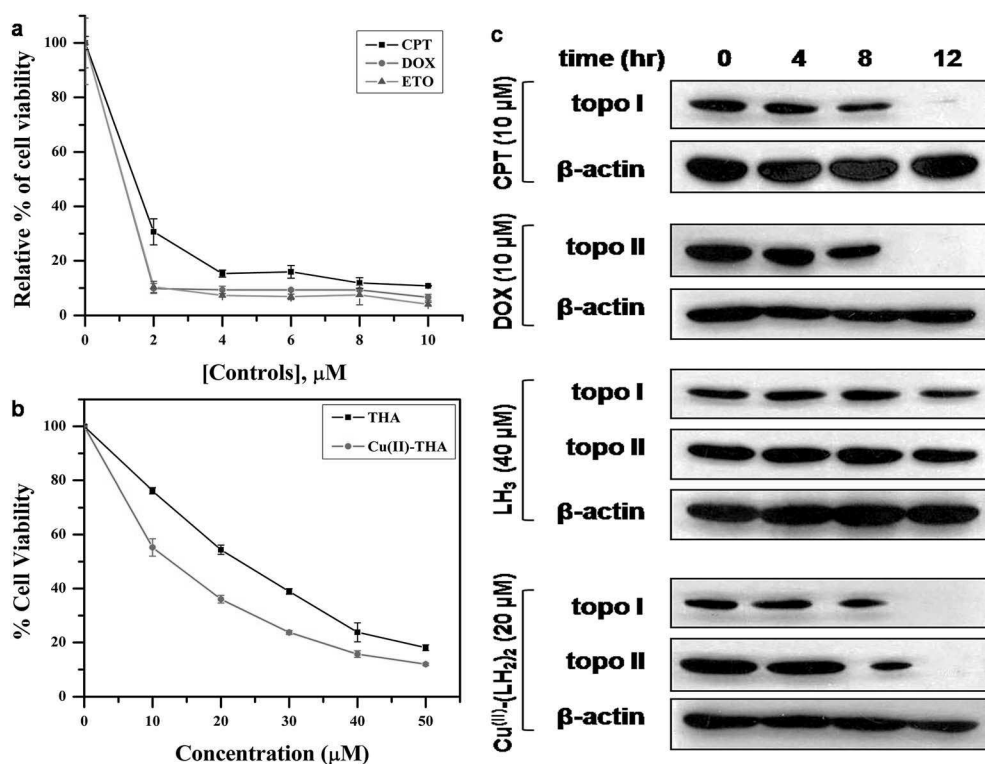 a
100
80
60
40
20
0
0 2 4 6 8 10
Relative % of cell viability
[Controls], µM
CPT
DOX
ETO
b
100
80
60
40
20
0
0 10 20 30 40 50
% Cell Viability
Concentration (µM)
THA
Cu(II)-THA
c
time (hr) 0 4 8 12
CPT (10 µM)
topo I
β-actin
DOX (10 µM)
topo II
β-actin
LH3 (40 µM)
topo I
topo II
β-actin
Cu(II)-(LH2)2 (20 µM)
topo I
topo II
β-actin